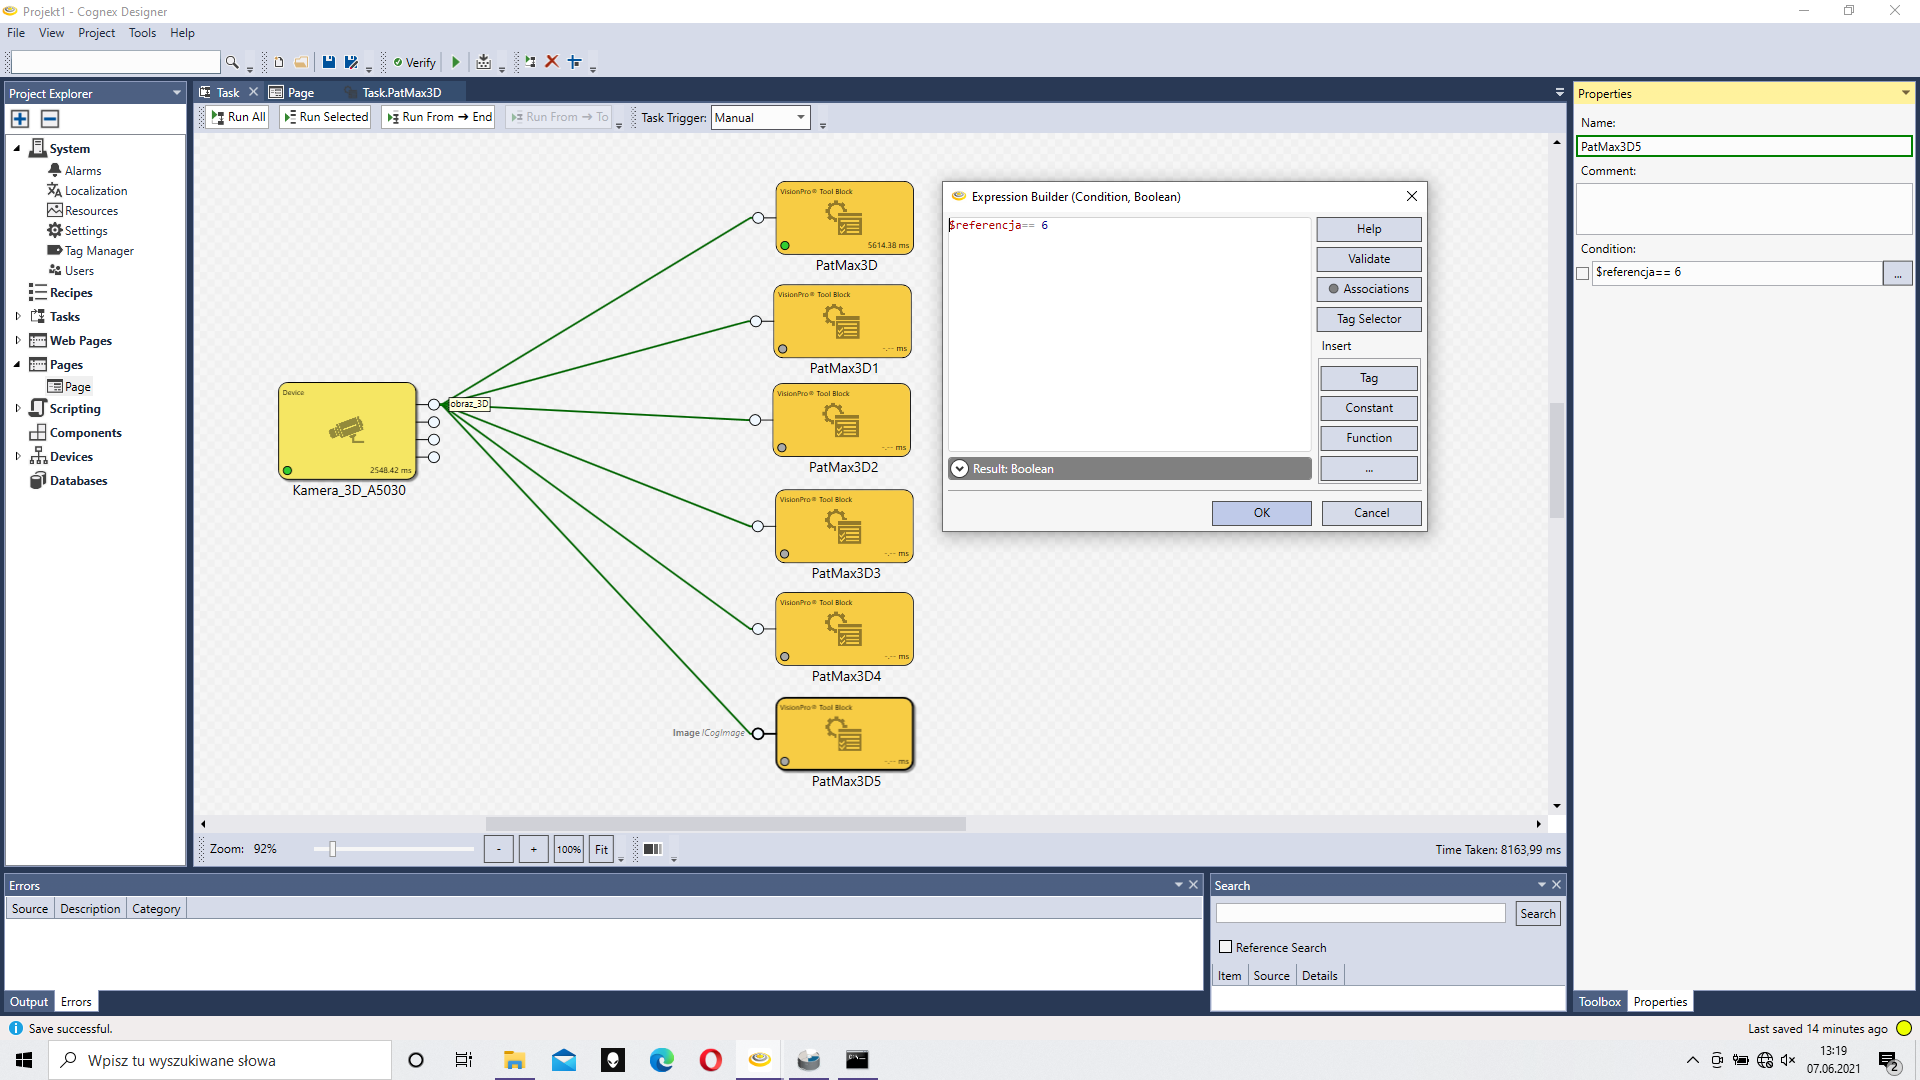 Projekt1 - Cognex Designer
File View Project Tools Help
Verify
Project Explorer
System
Alarms
Localization
Resources
Settings
Tag Manager
Users
Recipes
Tasks
Web Pages
Pages
Page
Scripting
Components
Devices
Databases
Task Page Task.PatMax3D
Run All Run Selected Run From → End Run From → To Task Trigger: Manual
Device
2548.42 ms
Kamera_3D_A5030
obraz_3D
VisionPro® Tool Block
5614.38 ms
PatMax3D
VisionPro® Tool Block
-.-- ms
PatMax3D1
VisionPro® Tool Block
-.-- ms
PatMax3D2
VisionPro® Tool Block
-.-- ms
PatMax3D3
VisionPro® Tool Block
-.-- ms
PatMax3D4
Image ICogImage
VisionPro® Tool Block
-.-- ms
PatMax3D5
Expression Builder (Condition, Boolean)
$referencja== 6
Help
Validate
Associations
Tag Selector
Insert
Tag
Constant
Function
...
Result: Boolean
OK Cancel
Zoom: 92% - + 100% Fit
Time Taken: 8163,99 ms
Properties
Name:
PatMax3D5
Comment:
Condition:
$referencja== 6 ...
Toolbox Properties
Errors
Source Description Category
Output Errors
Search
Search
Reference Search
Item Source Details
Save successful.
Last saved 14 minutes ago
Wpisz tu wyszukiwane słowa
13:19
07.06.2021
2